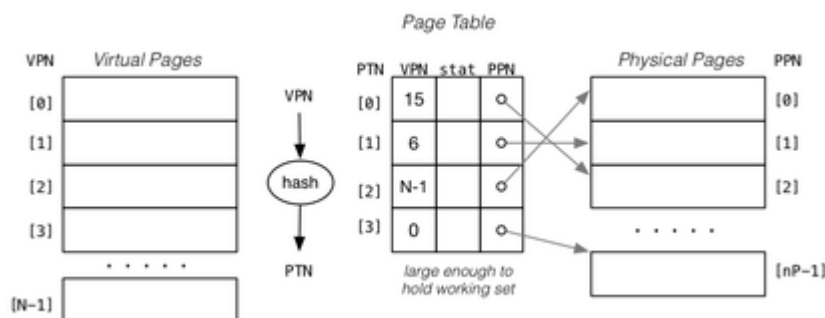 Page Table
VPN Virtual Pages PTN VPN stat PPN Physical Pages PPN
[0] VPN [0] 15 [0]
[1] [1] 6 [1]
[2] hash [2] N-1 [2]
[3] [3] 0
. . . . . PTN large enough to . . . . .
hold working set [nP-1]
[N-1]